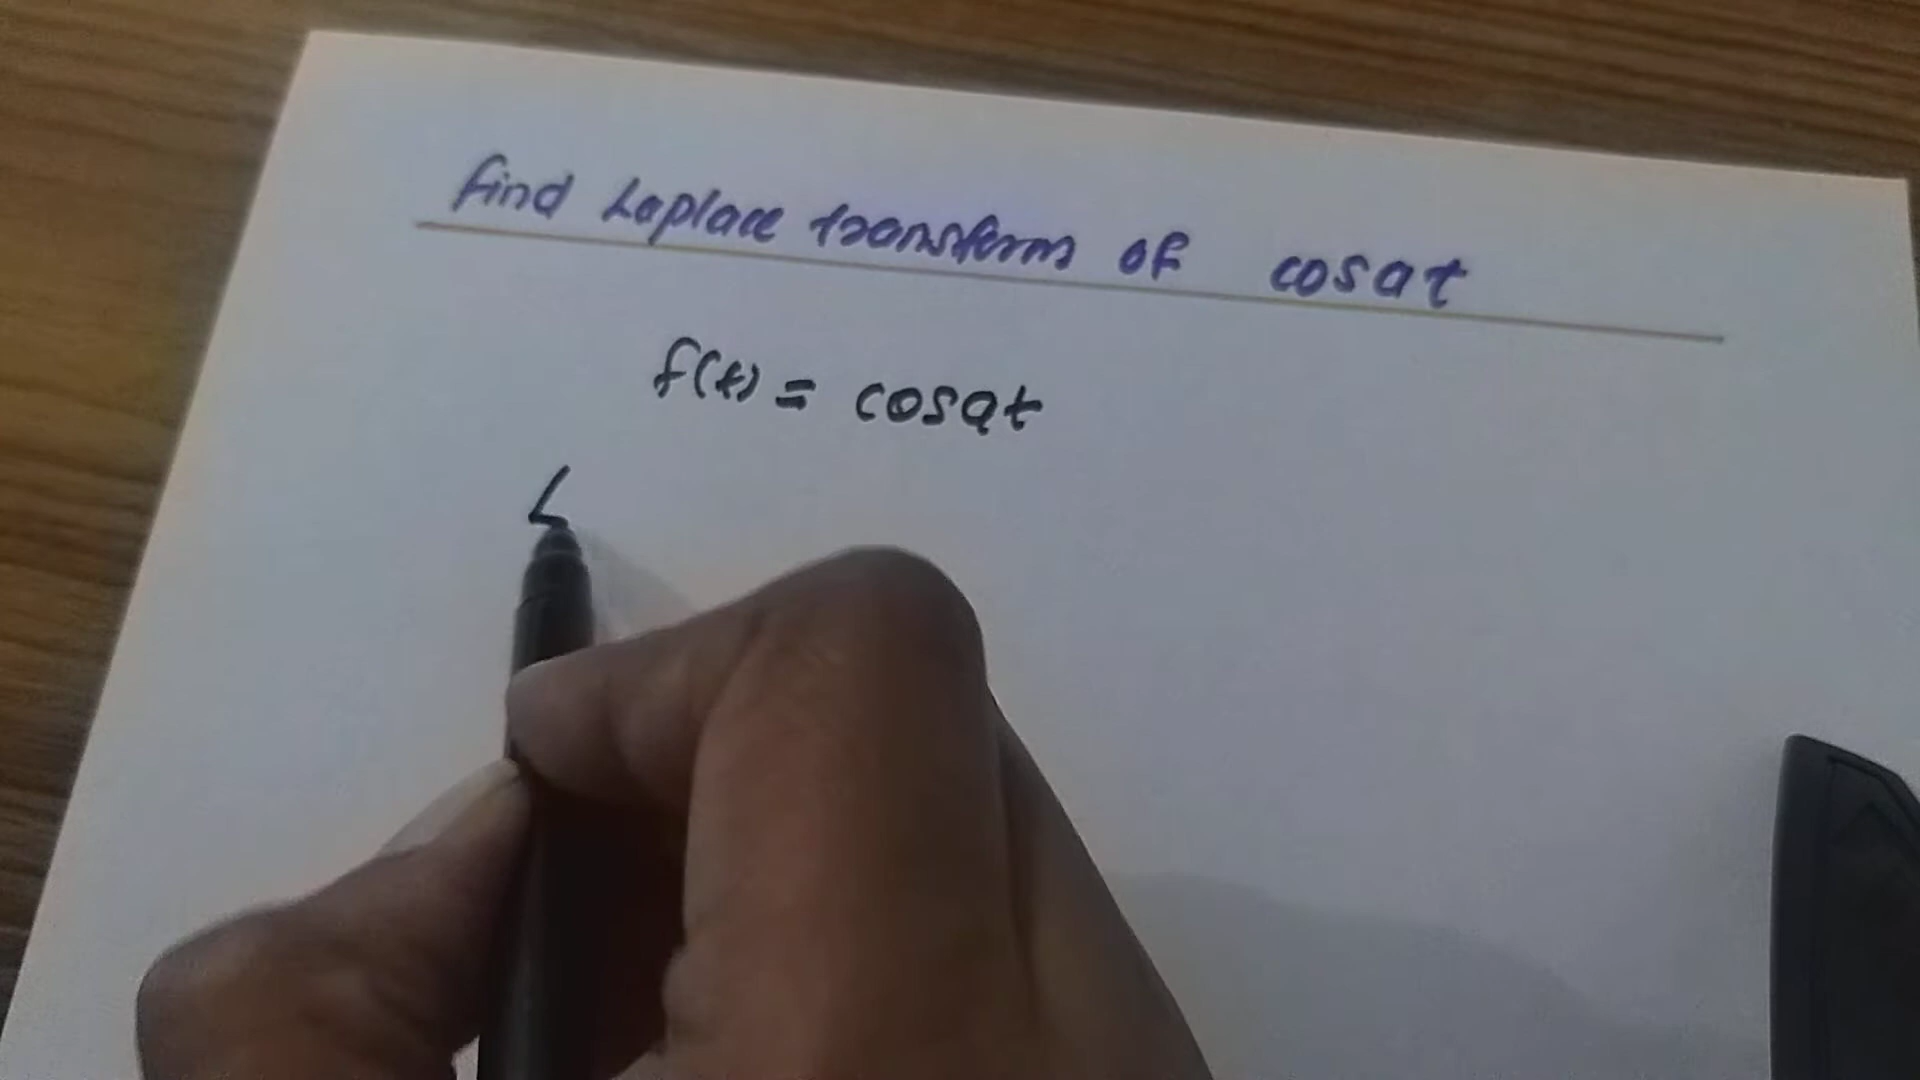 find Laplace transform of cosat
f(t) = cosat
L